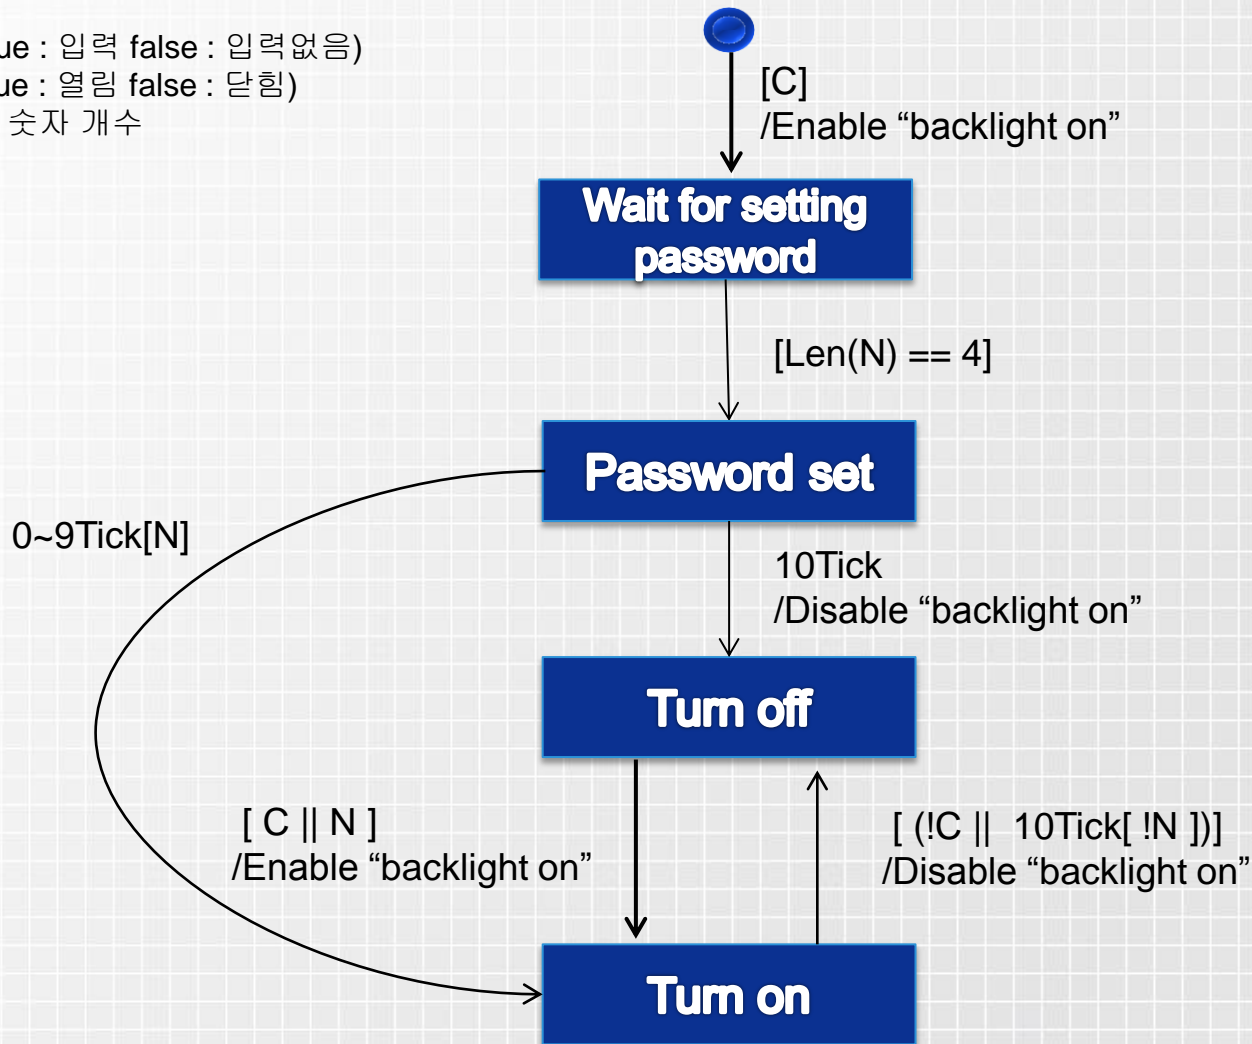 ue : 입력 false : 입력없음)
ue : 열림 false : 닫힘)
숫자 개수
[C]
/Enable “backlight on”
Wait for setting
password
[Len(N) == 4]
Password set
0~9Tick[N]
10Tick
/Disable “backlight on”
Turn off
[ C || N ]
/Enable “backlight on”
[ (!C || 10Tick[ !N ])]
/Disable “backlight on”
Turn on